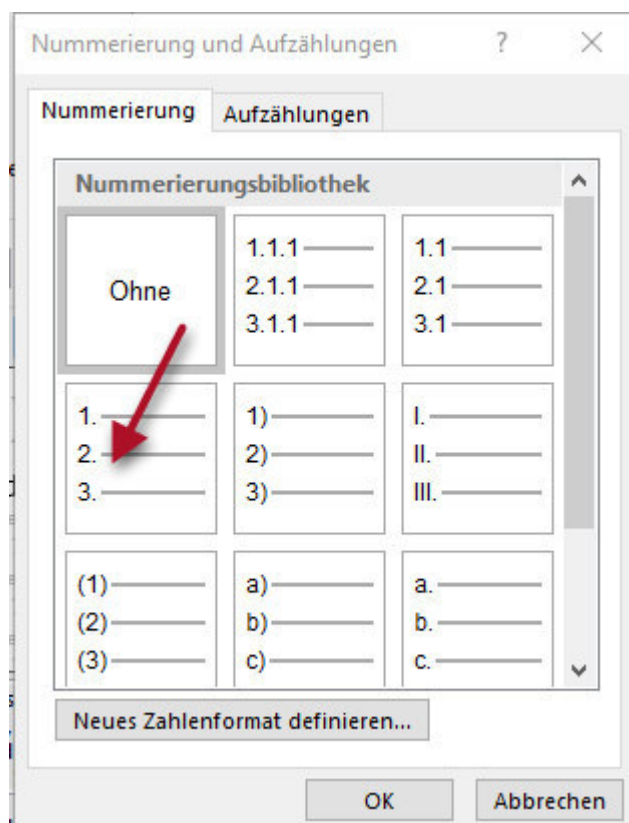 Nummerierung und Aufzählungen ?
Nummerierung Aufzählungen
Nummerierungsbibliothek
Ohne
1.1.1
2.1.1
3.1.1
1.1
2.1
3.1
1.
2.
3.
1)
2)
3)
I.
II.
III.
(1)
(2)
(3)
a)
b)
c)
a.
b.
c.
Neues Zahlenformat definieren...
OK Abbrechen